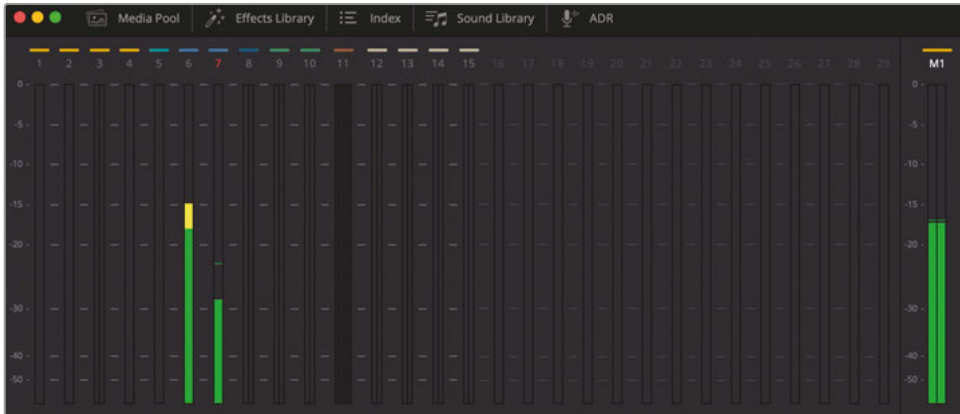 Media Pool Effects Library Index Sound Library ADR
1 2 3 4 5 6 7 8 9 10 11 12 13 14 15 16 17 18 19 20 21 22 23 24 25 26 27 28 29 M1
0 - 0 -
-5 - -5 -
-10 - -10 -
-15 - -15 -
-20 - -20 -
-30 - -30 -
-40 - -40 -
-50 - -50 -